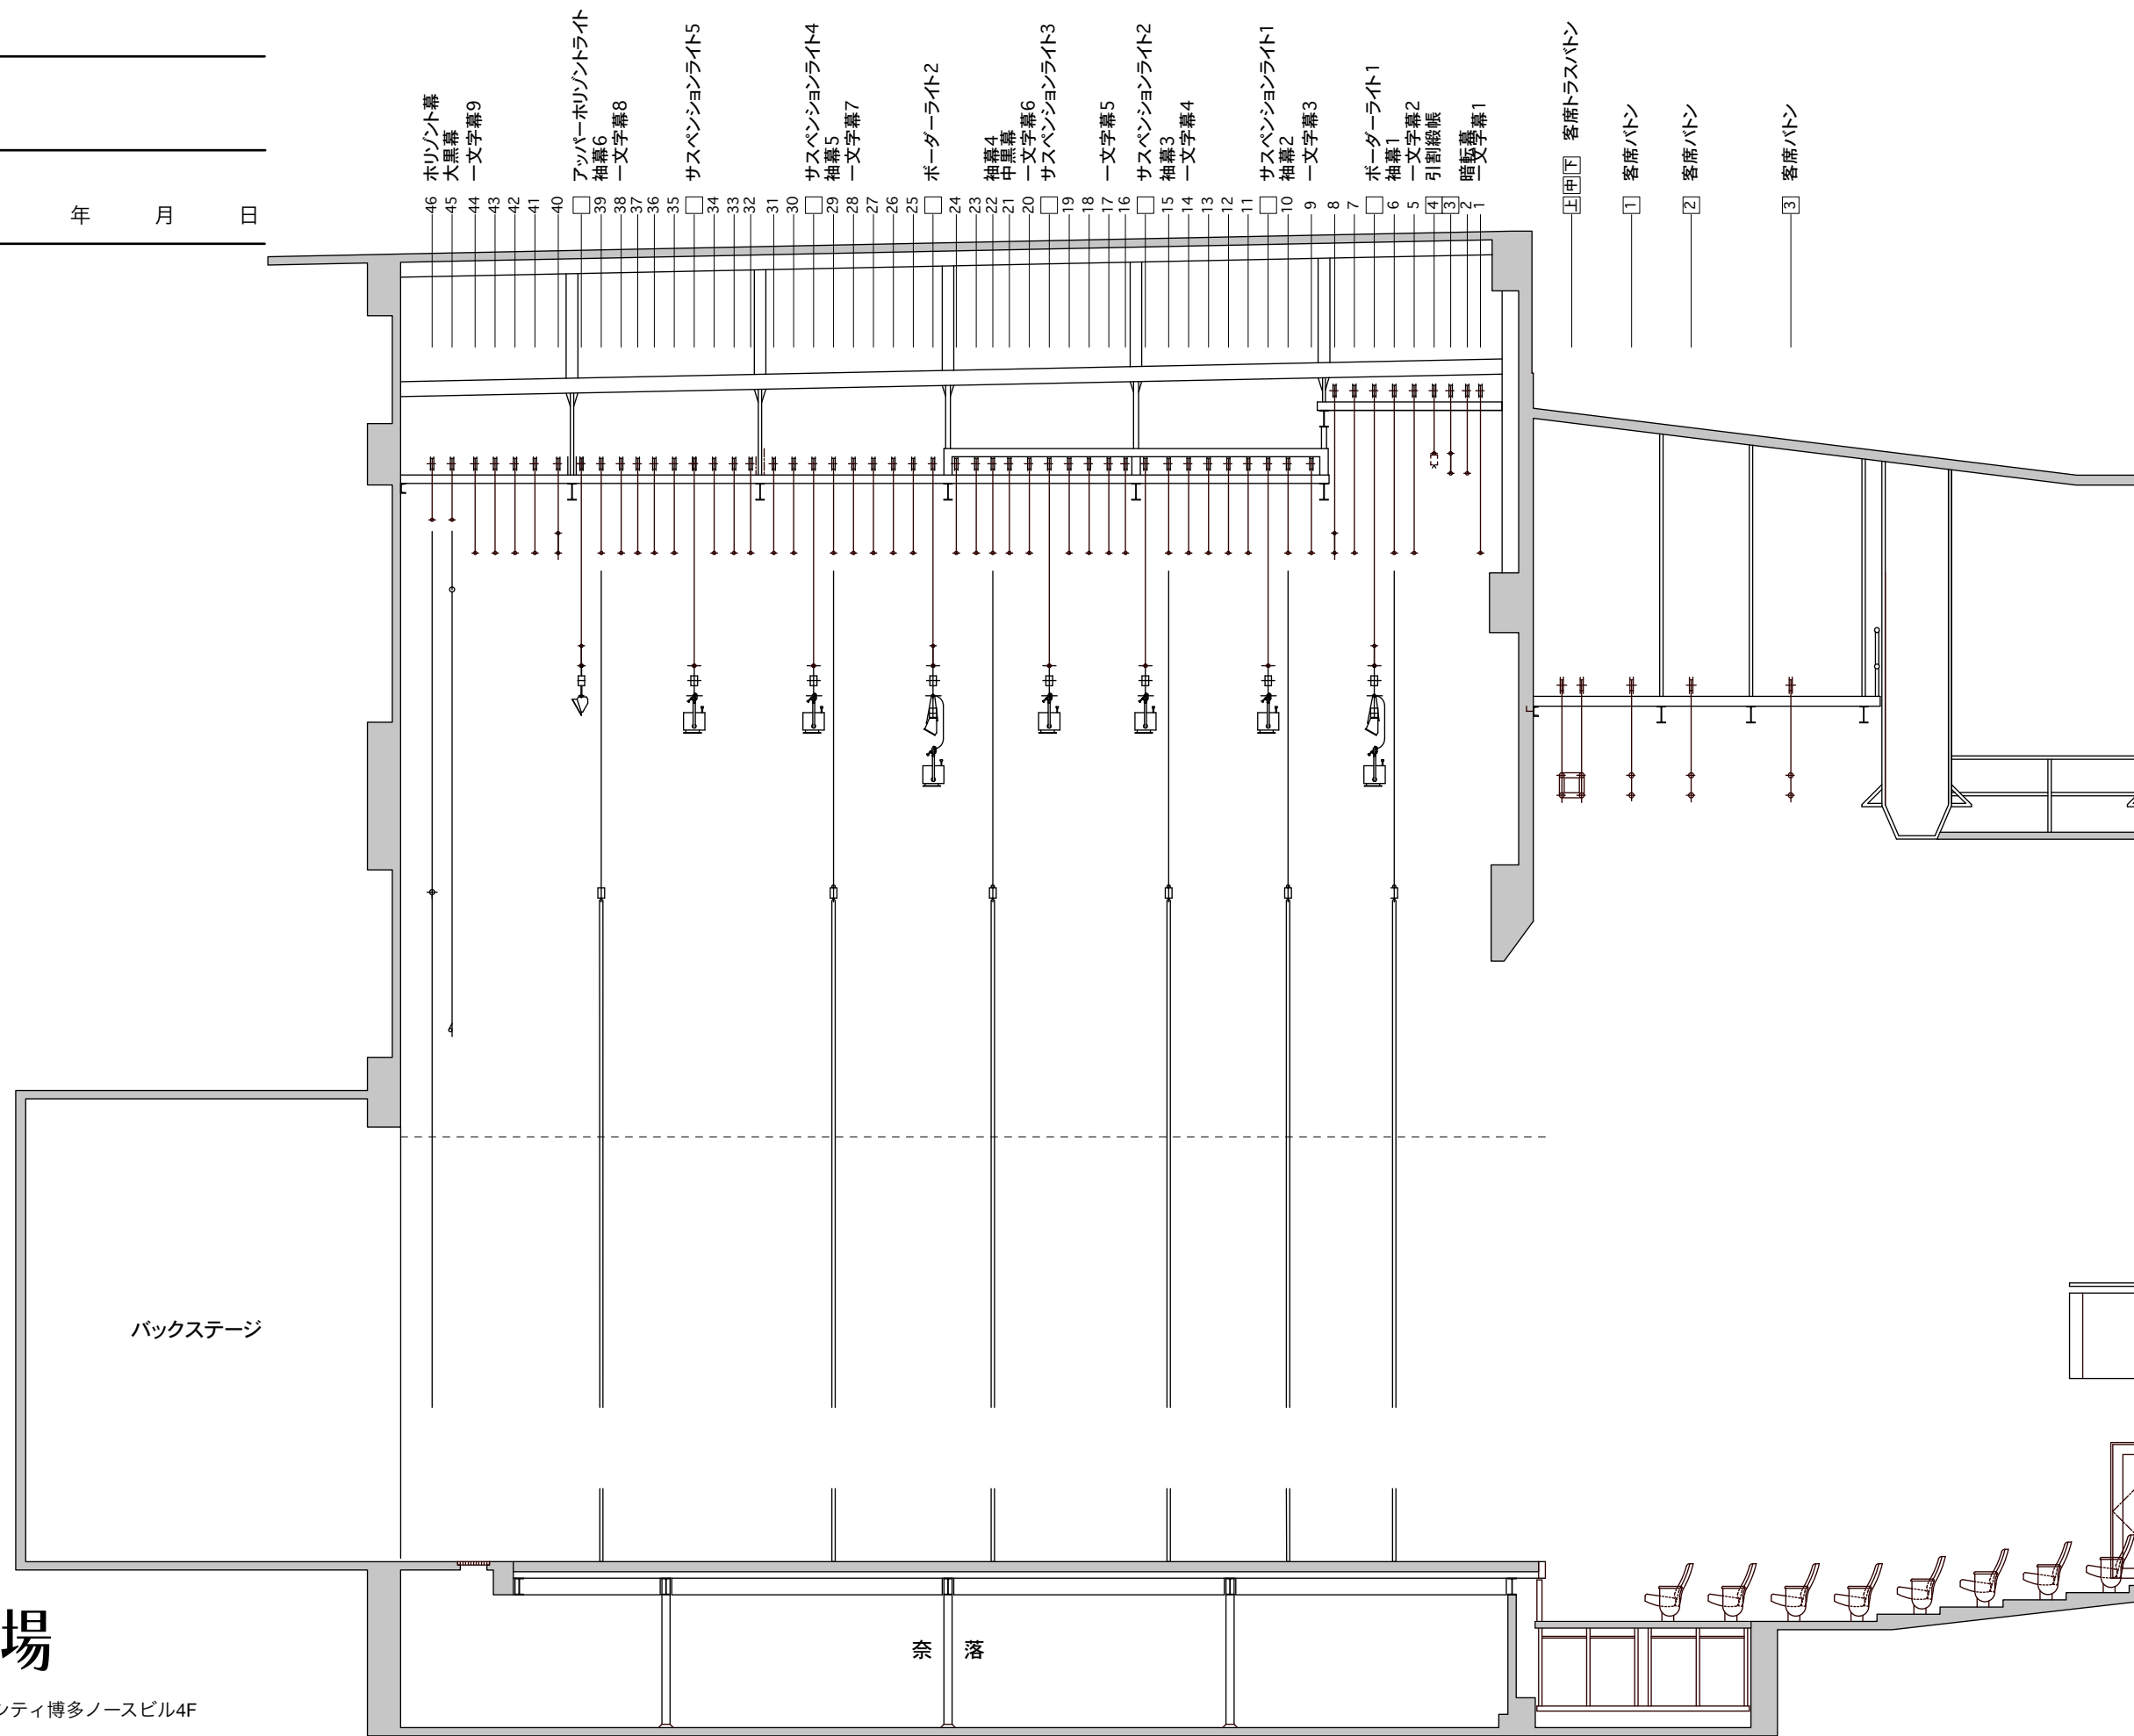 年 月 日
46 ホリゾント幕
45 大黒幕
44 一文字幕9
43
42
41
40
アッパーホリゾントライト
39 袖幕6
38 一文字幕8
37
36
35
サスペンションライト5
34
33
32
31
30
サスペンションライト4
29 袖幕5
28 一文字幕7
27
26
25
ボーダーライト2
24
23
22 袖幕4
21 中黒幕
20 一文字幕6
サスペンションライト3
19
18
17 一文字幕5
16
サスペンションライト2
15 袖幕3
14 一文字幕4
13
12
11
サスペンションライト1
10 袖幕2
9 一文字幕3
8
7
ボーダーライト1
6 袖幕1
5 一文字幕2
4 引割緞帳
3
2 暗転幕
1 一文字幕1
上 中 下 客席トラスバトン
1 客席バトン
2 客席バトン
3 客席バトン
バックステージ
奈落
場
シティ博多ノースビル4F